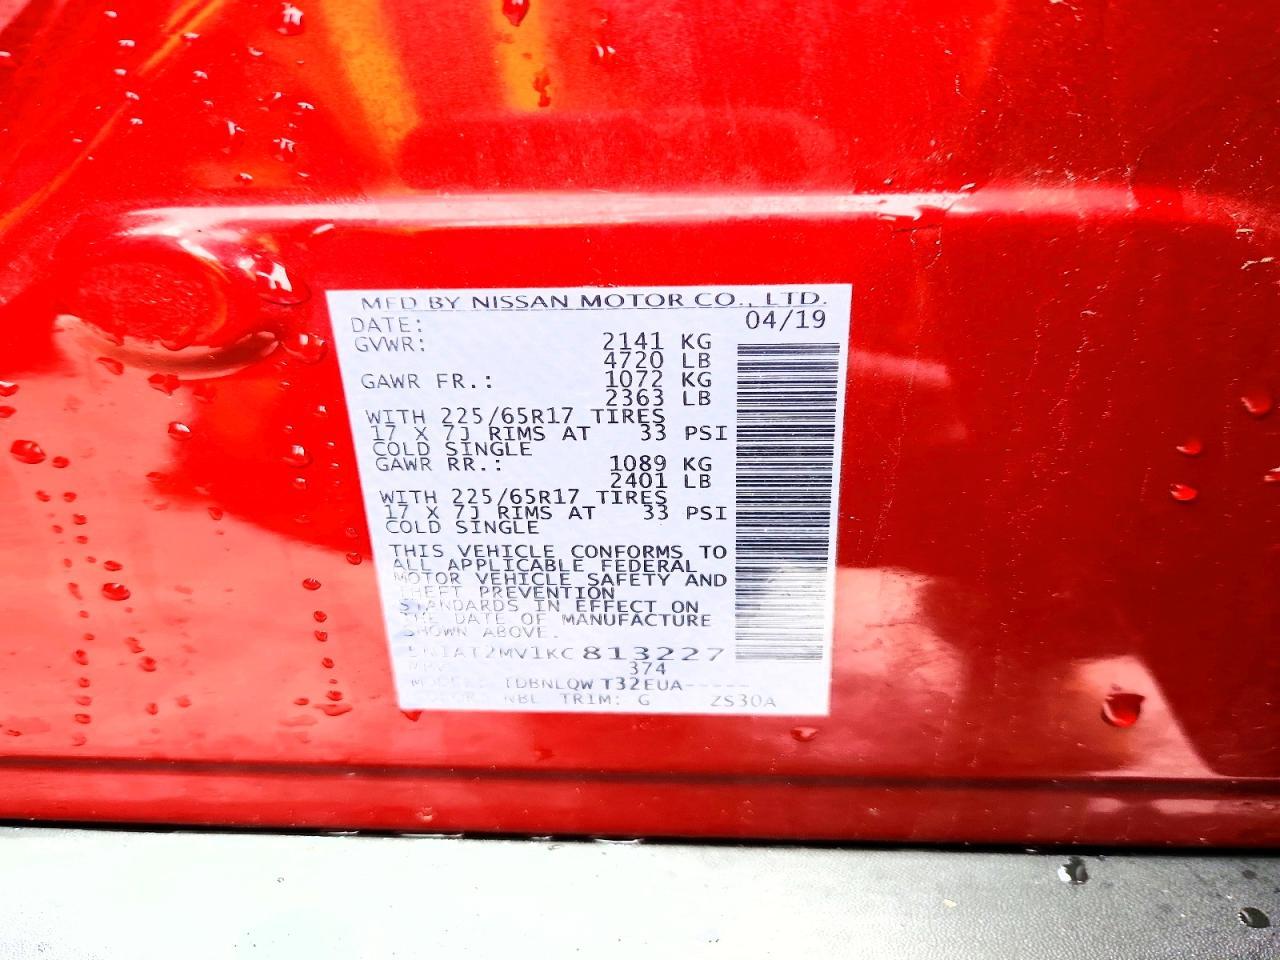 MFD BY NISSAN MOTOR CO., LTD.
DATE: 04/19
GVWR: 2141 KG
4720 LB
GAWR FR.: 1072 KG
2363 LB
WITH 225/65R17 TIRES
17 X 7J RIMS AT 33 PSI
COLD SINGLE
GAWR RR.: 1089 KG
2401 LB
WITH 225/65R17 TIRES
17 X 7J RIMS AT 33 PSI
COLD SINGLE
THIS VEHICLE CONFORMS TO
ALL APPLICABLE FEDERAL
MOTOR VEHICLE SAFETY AND
THEFT PREVENTION
STANDARDS IN EFFECT ON
THE DATE OF MANUFACTURE
SHOWN ABOVE.
5N1AT2MV1KC813227
MPV 374
MODEL: TDBNLQW T32EUA-----
COLOR: NBL TRIM: G ZS30A